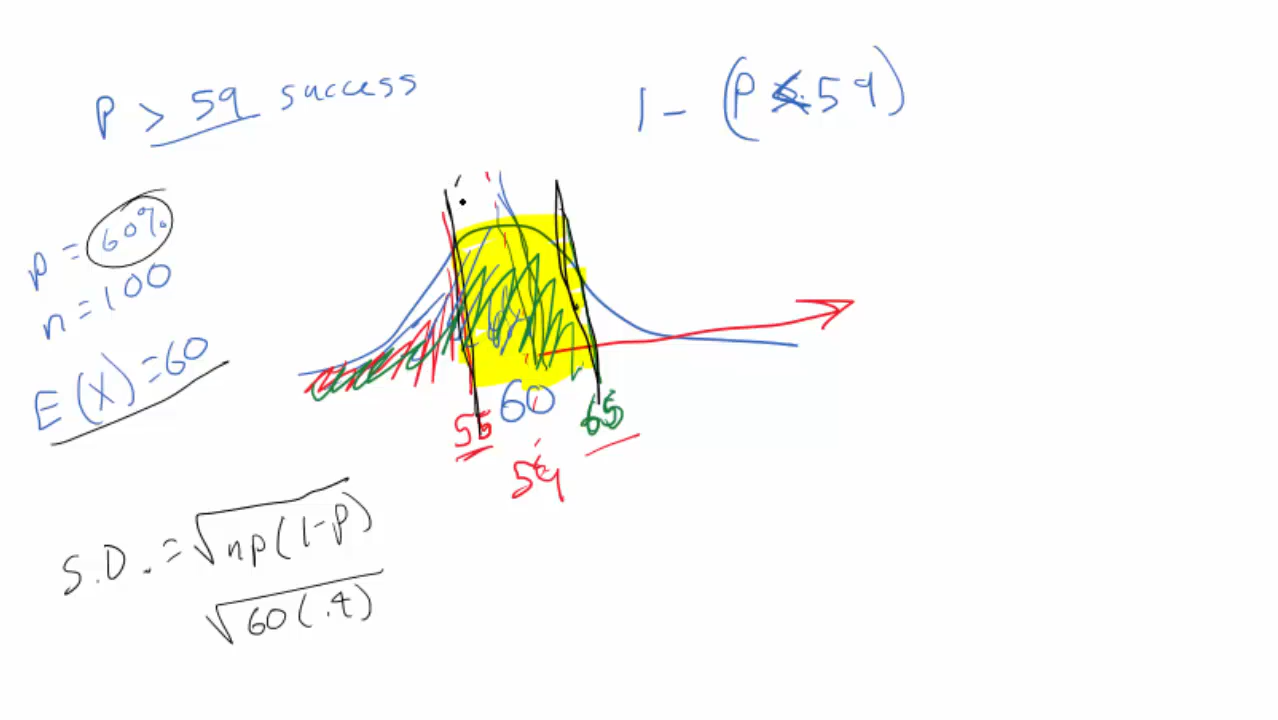 P > 59 success
1 - (P ≤ 59)
p = 60%
n = 100
E(X) = 60
55 60 65
59
S.D. = √np(1-p)
√60(.4)